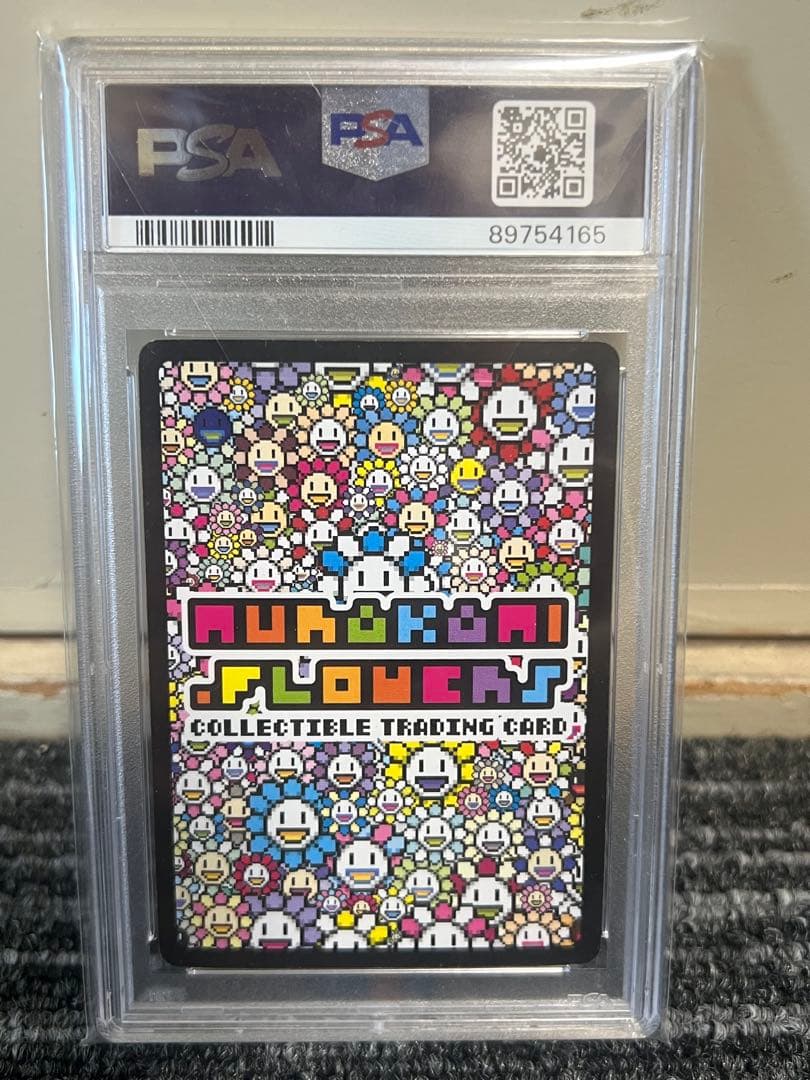 PSA
PSA
89754165
MURAKAMI
.FLOWERS
COLLECTIBLE TRADING CARD